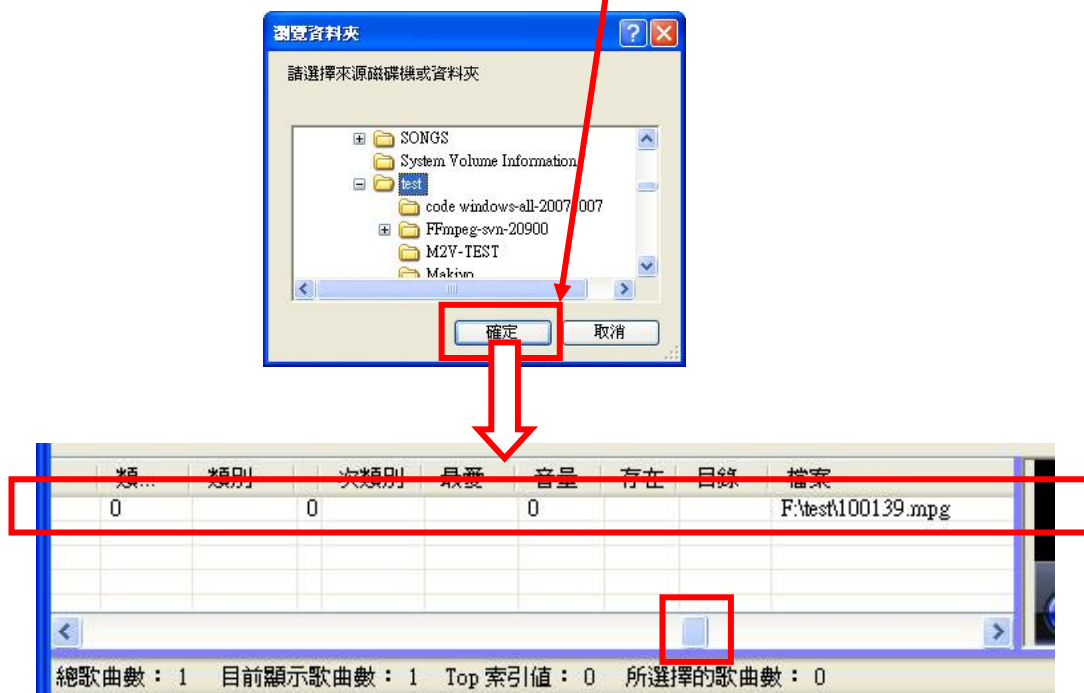 瀏覽資料夾
請選擇來源磁碟機或資料夾
SONGS
System Volume Information
test
code windows-all-20071007
FFmpeg-svn-20900
M2V-TEST
Makivo
確定 取消
類... 類別 次類別 最愛 音量 存在 目錄 檔案
0 0 0 F:\test\100139.mpg
總歌曲數： 1 目前顯示歌曲數： 1 Top 索引值： 0 所選擇的歌曲數： 0